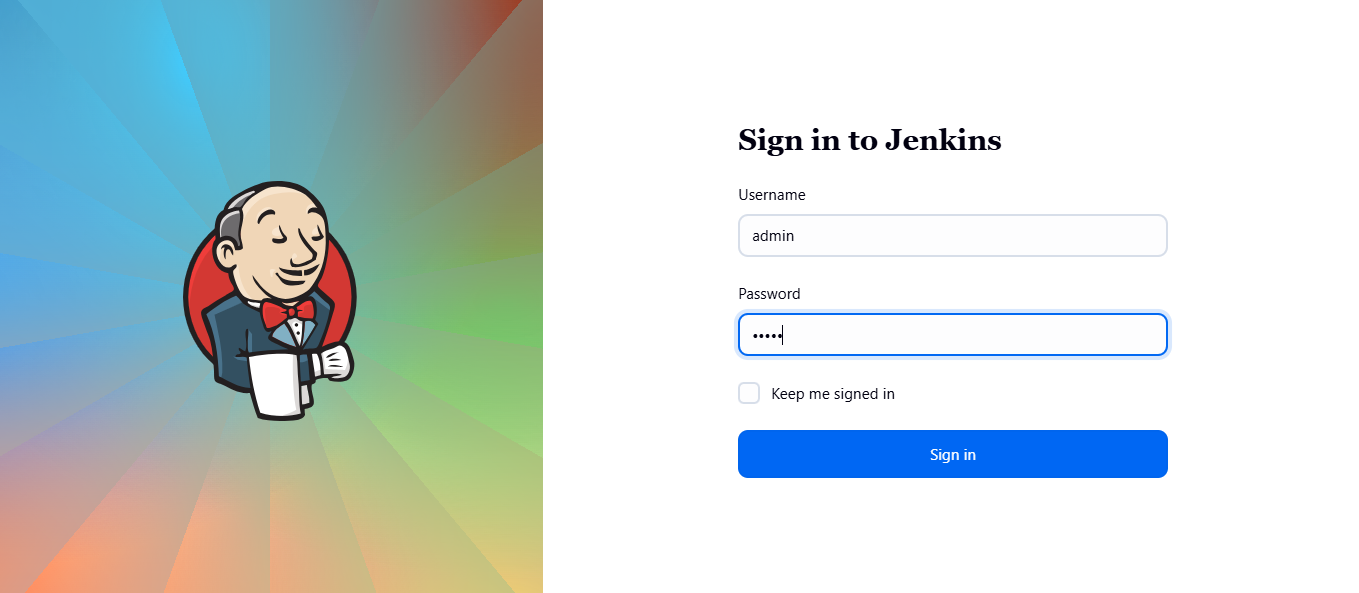 Sign in to Jenkins
Username
admin
Password
•••••
Keep me signed in
Sign in